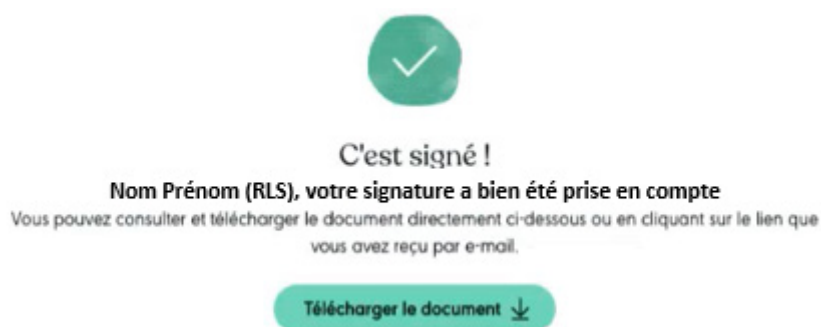 C'est signé !
Nom Prénom (RLS), votre signature a bien été prise en compte
Vous pouvez consulter et télécharger le document directement ci-dessous ou en cliquant sur le lien que
vous avez reçu par e-mail.
Télécharger le document